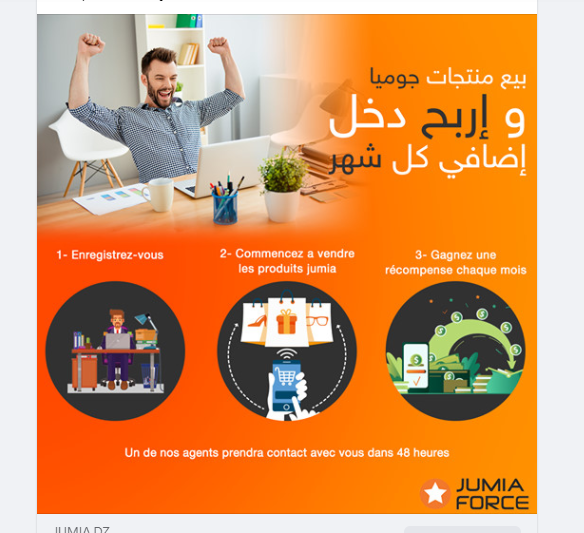 بيع منتجات جوميا
و إربح دخل
إضافي كل شهر
1- Enregistrez-vous
2- Commencez a vendre
les produits jumia
3- Gagnez une
récompense chaque mois
Un de nos agents prendra contact avec vous dans 48 heures
JUMIA
FORCE
JUMIA.DZ